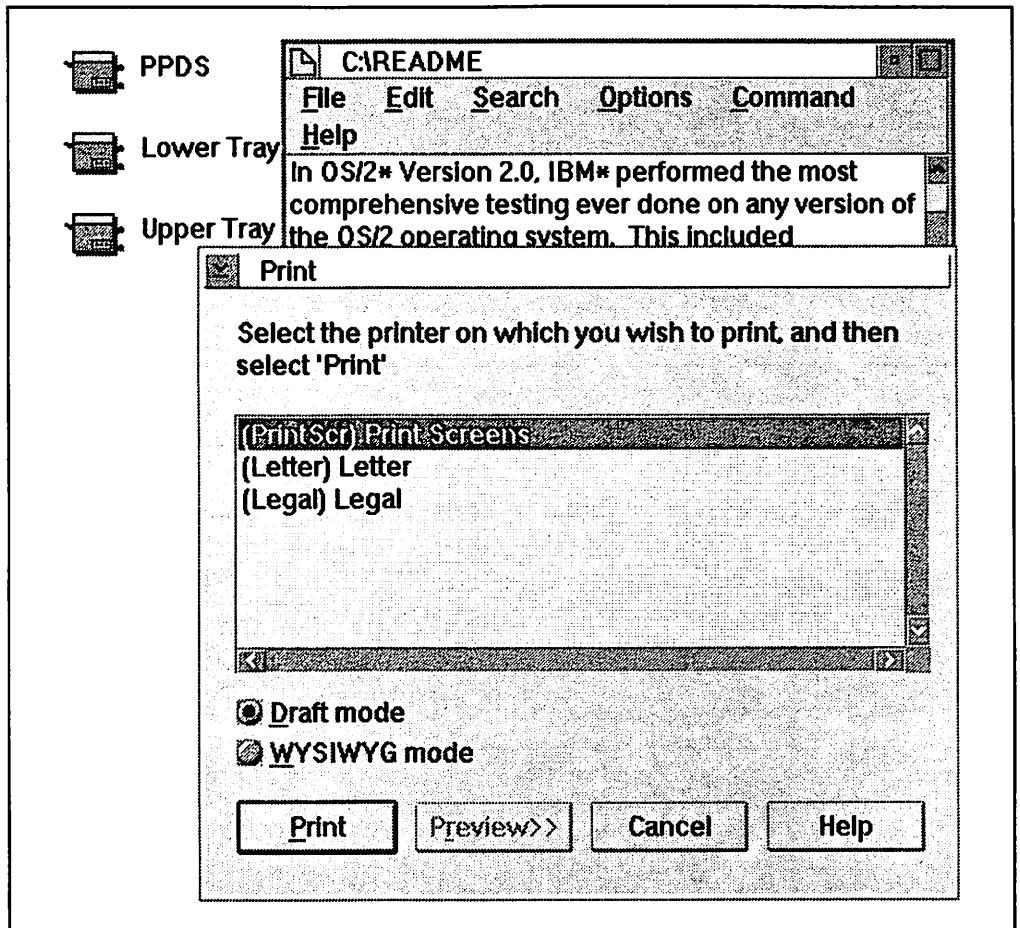 PPDS
Lower Tray
Upper Tray
C:\README
File Edit Search Options Command
Help
In OS/2* Version 2.0, IBM* performed the most
comprehensive testing ever done on any version of
the OS/2 operating system. This included
Print
Select the printer on which you wish to print, and then
select 'Print'
(PrintScr) Print Screens
(Letter) Letter
(Legal) Legal
Draft mode
WYSIWYG mode
Print Preview>> Cancel Help